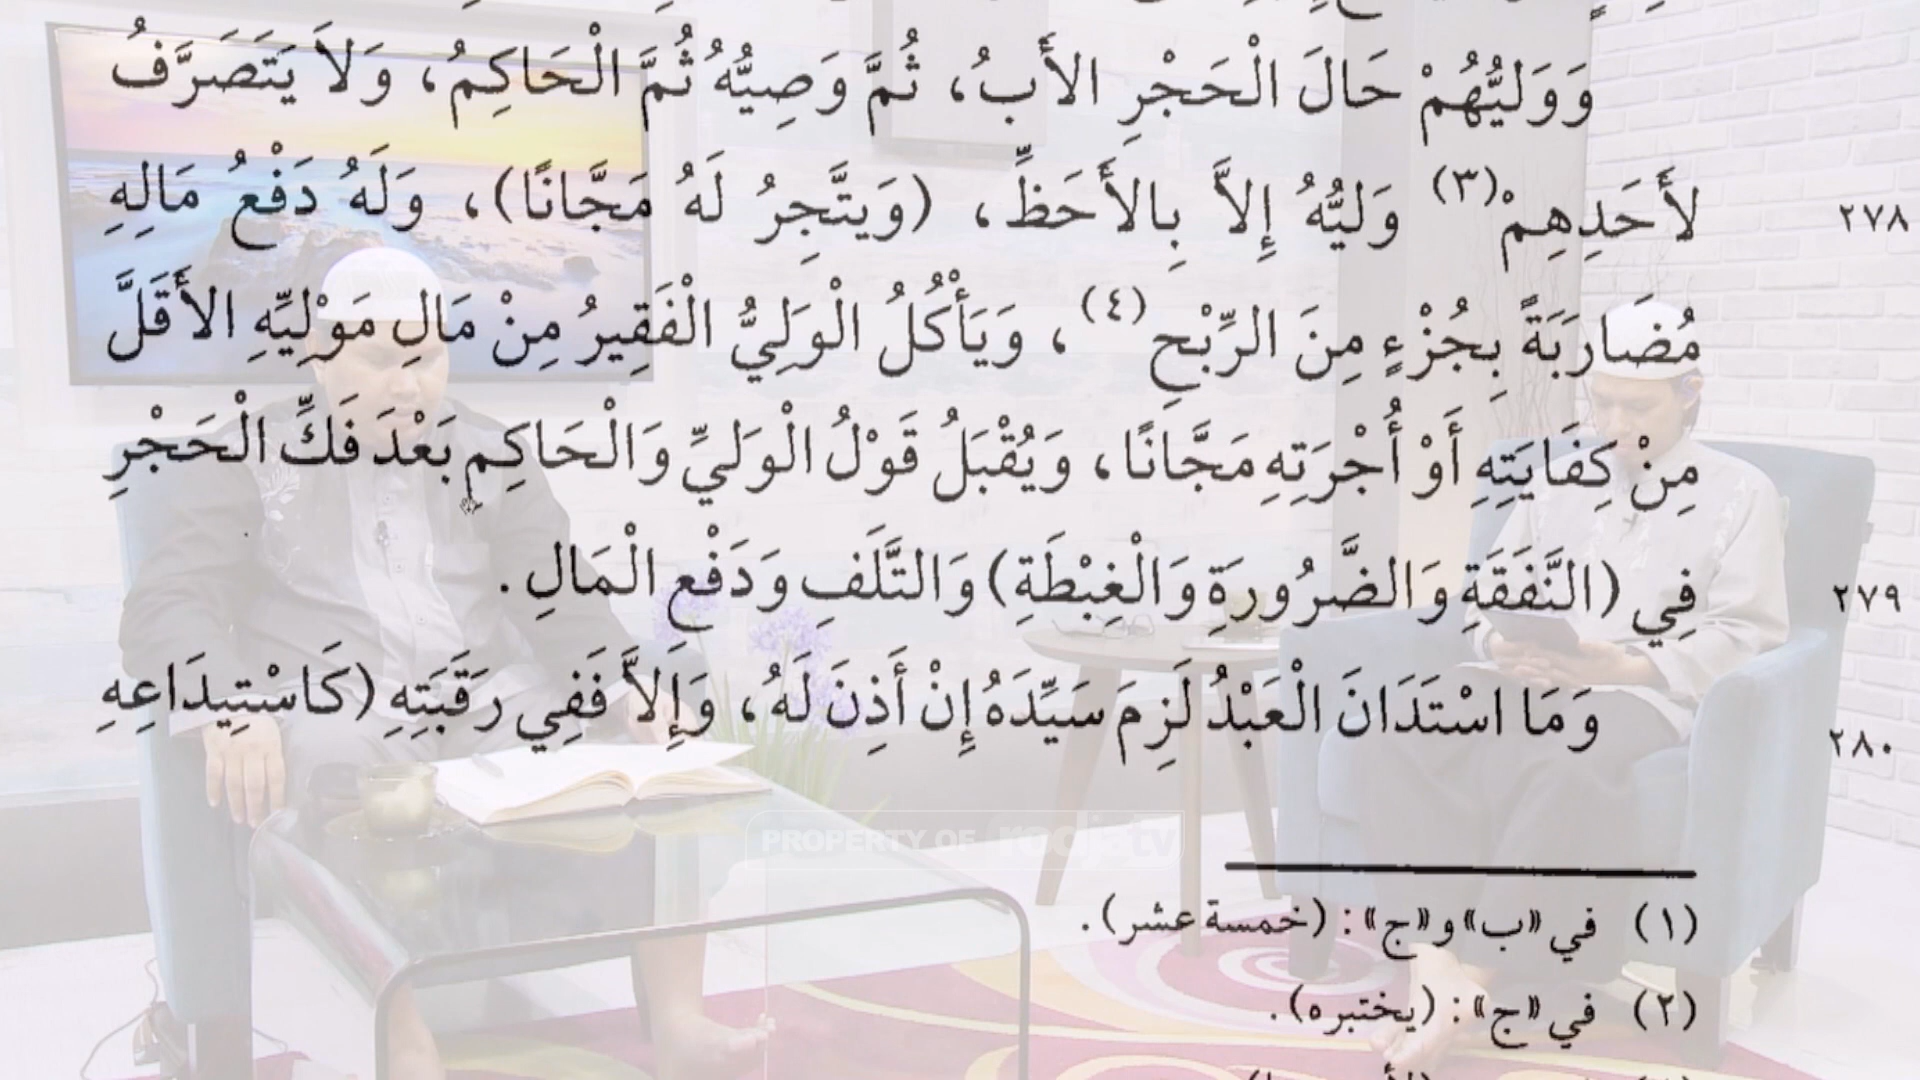 وَوَلِيُّهُمْ حَالَ الْحَجْرِ الأَبُ، ثُمَّ وَصِيُّهُ ثُمَّ الْحَاكِمُ، وَلاَ يَتَصَرَّفُ
لأَحَدِهِمْ(٣) وَلِيُّهُ إِلاَّ بِالأَحَظِّ، (وَيَتَّجِرُ لَهُ مَجَّانًا)، وَلَهُ دَفْعُ مَالِهِ ٢٧٨
مُضَارَبَةً بِجُزْءٍ مِنَ الرِّبْحِ(٤)، وَيَأْكُلُ الْوَلِيُّ الْفَقِيرُ مِنْ مَالِ مَوْلِيِّهِ الأَقَلَّ
مِنْ كِفَايَتِهِ أَوْ أُجْرَتِهِ مَجَّانًا، وَيُقْبَلُ قَوْلُ الْوَلِيِّ وَالْحَاكِمِ بَعْدَ فَكِّ الْحَجْرِ
فِي (النَّفَقَةِ وَالضَّرُورَةِ وَالْغِبْطَةِ) وَالتَّلَفِ وَدَفْعِ الْمَالِ. ٢٧٩
وَمَا اسْتَدَانَ الْعَبْدُ لَزِمَ سَيِّدَهُ إِنْ أَذِنَ لَهُ، وَإِلاَّ فَفِي رَقَبَتِهِ (كَاسْتِيدَاعِهِ ٢٨٠
PROPERTY OF rodja tv
(١) في «ب» و«ج»: (خمسة عشر).
(٢) في «ج»: (يختبره).